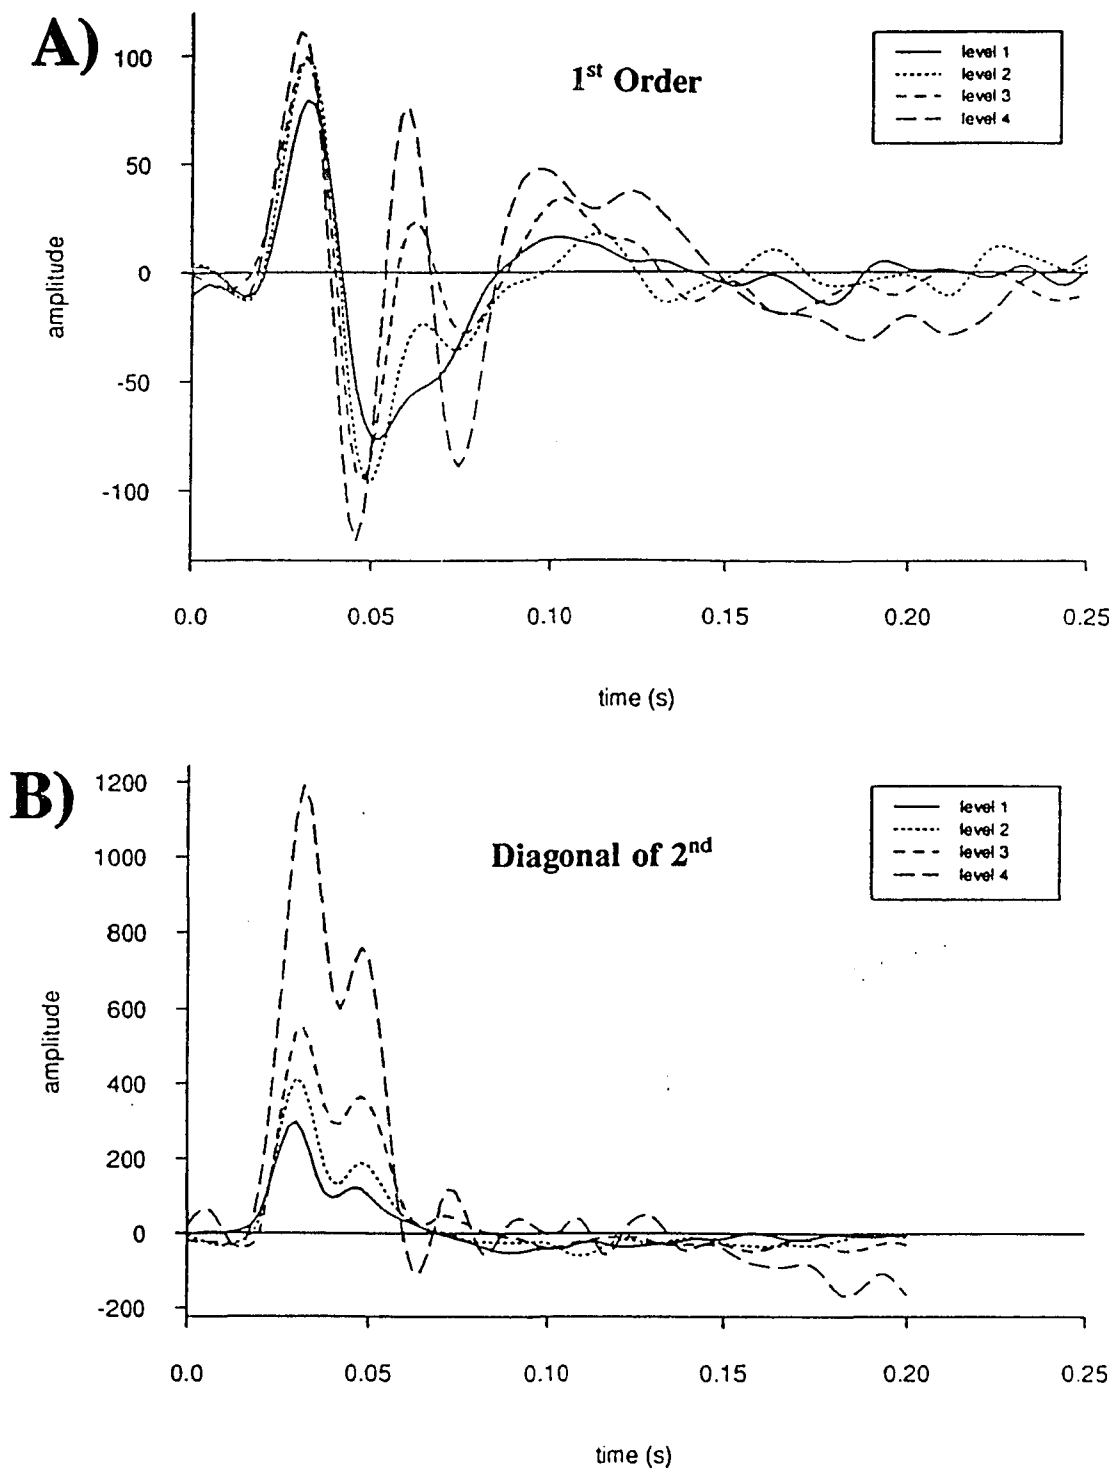 A)
1st Order
level 1
level 2
level 3
level 4
100
50
0
-50
-100
amplitude
0.0 0.05 0.10 0.15 0.20 0.25
time (s)
B)
Diagonal of 2nd
level 1
level 2
level 3
level 4
1200
1000
800
600
400
200
0
-200
amplitude
0.0 0.05 0.10 0.15 0.20 0.25
time (s)